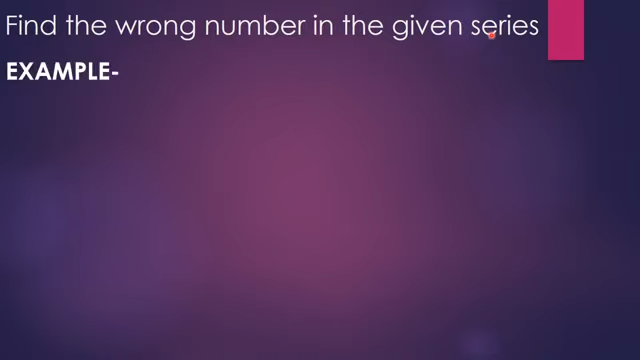 Find the wrong number in the given series
EXAMPLE-